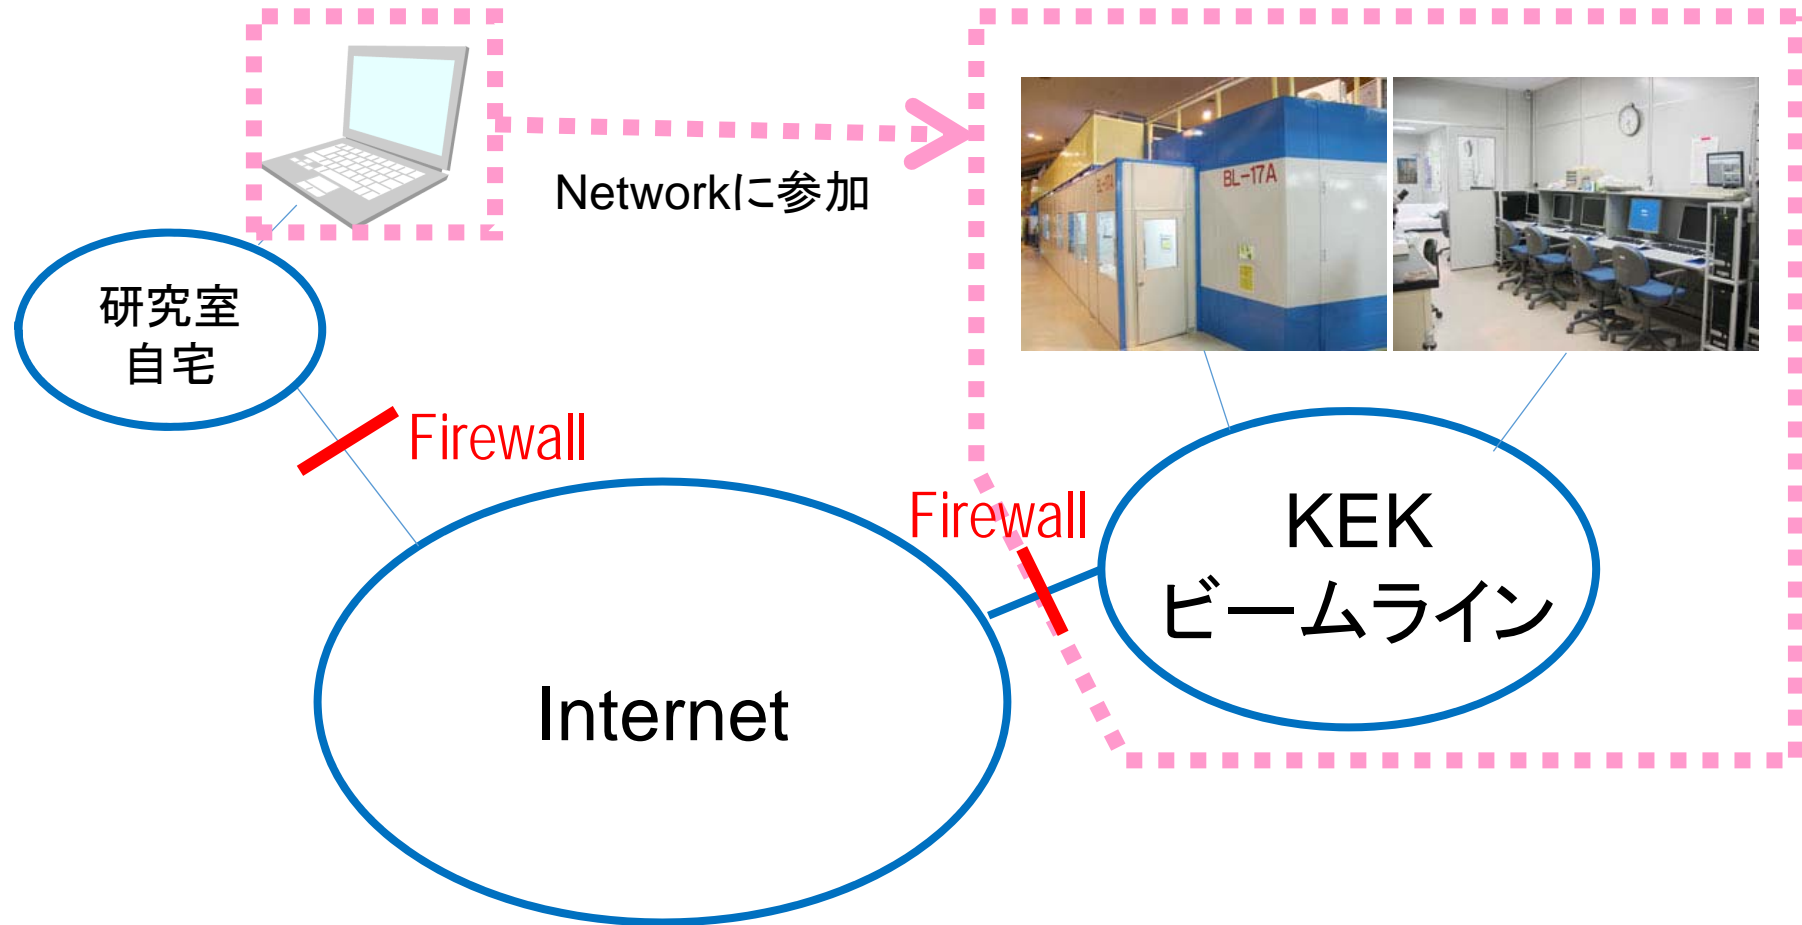 Networkに参加
BL-17A
研究室
自宅
Firewall
Firewall
KEK
ビームライン
Internet